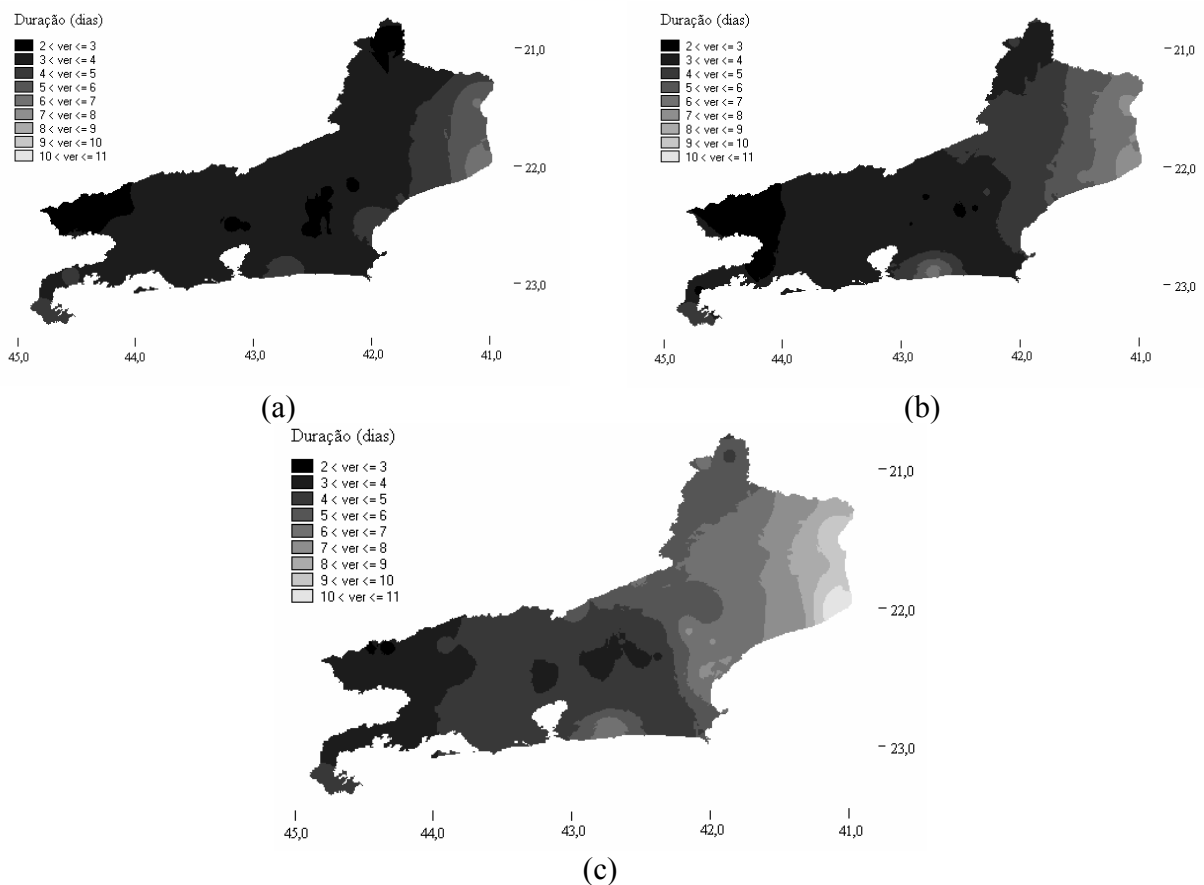 Duração (dias)
2 < ver <= 3
3 < ver <= 4
4 < ver <= 5
5 < ver <= 6
6 < ver <= 7
7 < ver <= 8
8 < ver <= 9
9 < ver <= 10
10 < ver <= 11
21,0
22,0
23,0
45,0 44,0 43,0 42,0 41,0
(a)
Duração (dias)
2 < ver <= 3
3 < ver <= 4
4 < ver <= 5
5 < ver <= 6
6 < ver <= 7
7 < ver <= 8
8 < ver <= 9
9 < ver <= 10
10 < ver <= 11
21,0
22,0
23,0
45,0 44,0 43,0 42,0 41,0
(b)
Duração (dias)
2 < ver <= 3
3 < ver <= 4
4 < ver <= 5
5 < ver <= 6
6 < ver <= 7
7 < ver <= 8
8 < ver <= 9
9 < ver <= 10
10 < ver <= 11
21,0
22,0
23,0
45,0 44,0 43,0 42,0 41,0
(c)